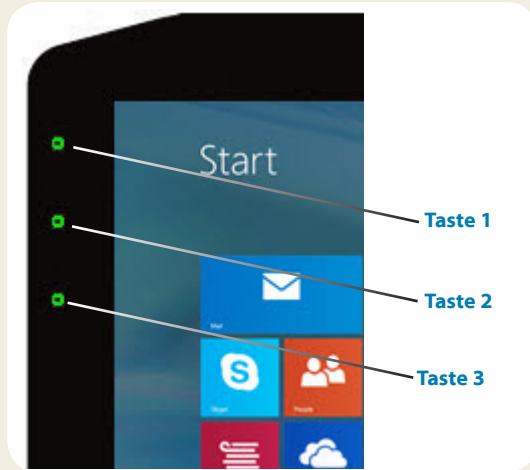 Start
Taste 1
Mail
Taste 2
Skype
People
Taste 3